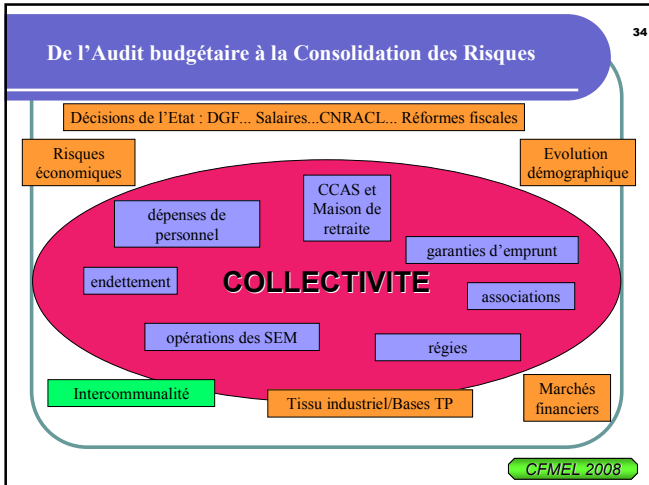 34
De l'Audit budgétaire à la Consolidation des Risques
Décisions de l'Etat : DGF... Salaires...CNRACL... Réformes fiscales
Risques
économiques
Evolution
démographique
CCAS et
Maison de
retraite
dépenses de
personnel
garanties d'emprunt
endettement
COLLECTIVITE
associations
opérations des SEM
régies
Intercommunalité
Tissu industriel/Bases TP
Marchés
financiers
CFMEL 2008